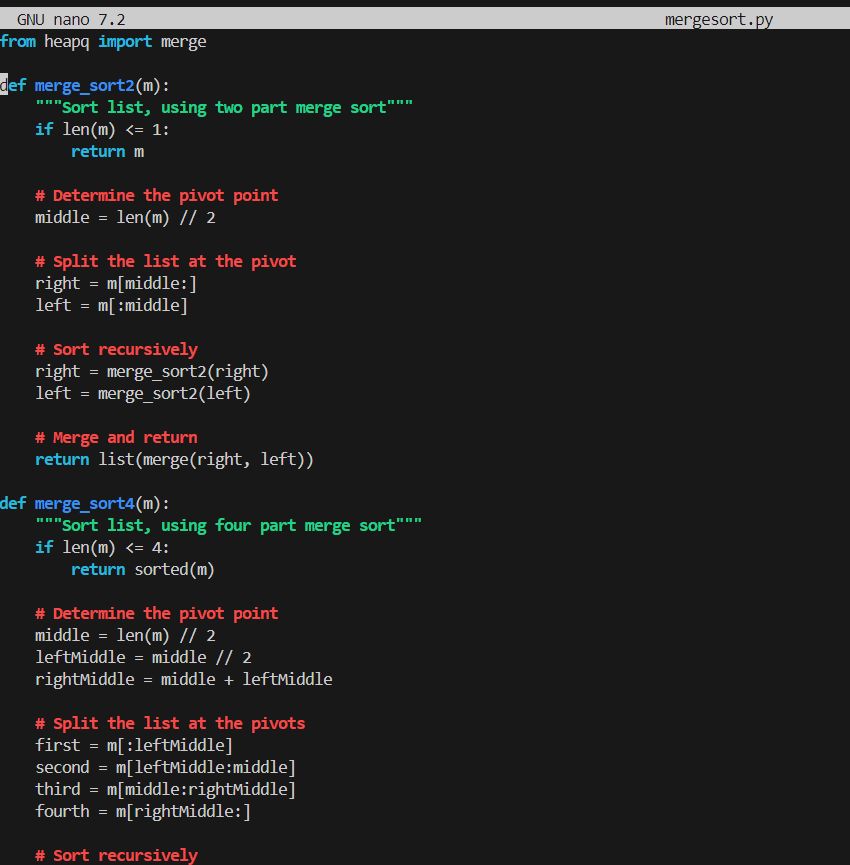 GNU nano 7.2 mergesort.py
from heapq import merge

def merge_sort2(m):
    """Sort list, using two part merge sort"""
    if len(m) <= 1:
        return m

    # Determine the pivot point
    middle = len(m) // 2

    # Split the list at the pivot
    right = m[middle:]
    left = m[:middle]

    # Sort recursively
    right = merge_sort2(right)
    left = merge_sort2(left)

    # Merge and return
    return list(merge(right, left))

def merge_sort4(m):
    """Sort list, using four part merge sort"""
    if len(m) <= 4:
        return sorted(m)

    # Determine the pivot point
    middle = len(m) // 2
    leftMiddle = middle // 2
    rightMiddle = middle + leftMiddle

    # Split the list at the pivots
    first = m[:leftMiddle]
    second = m[leftMiddle:middle]
    third = m[middle:rightMiddle]
    fourth = m[rightMiddle:]

    # Sort recursively